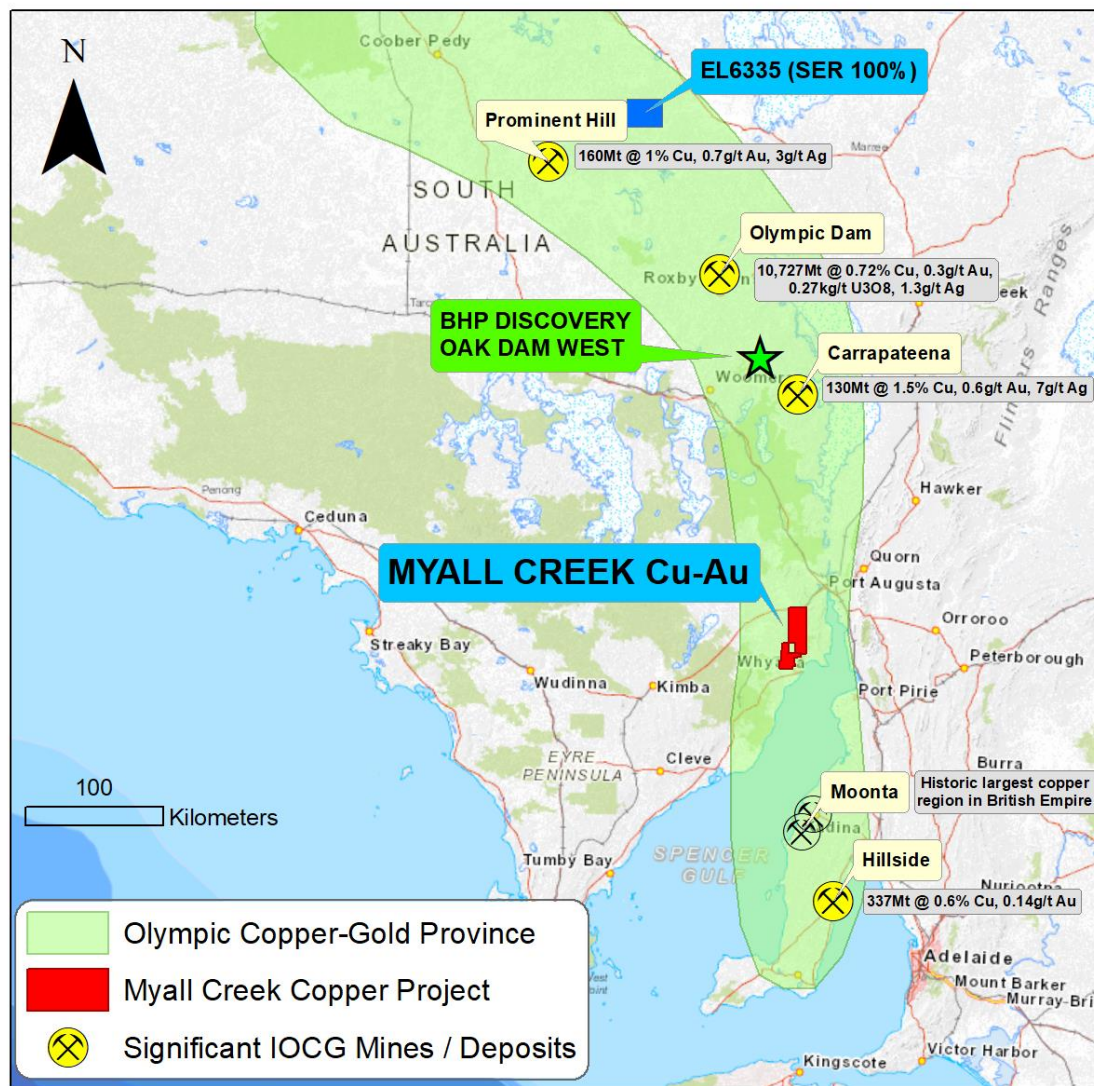 N
Coober Pedy
EL6335 (SER 100%)
Prominent Hill
160Mt @ 1% Cu, 0.7g/t Au, 3g/t Ag
Marree
SOUTH
AUSTRALIA
Olympic Dam
Roxby
10,727Mt @ 0.72% Cu, 0.3g/t Au,
0.27kg/t U3O8, 1.3g/t Ag
BHP DISCOVERY
OAK DAM WEST
Carrapateena
130Mt @ 1.5% Cu, 0.6g/t Au, 7g/t Ag
Ranges
Hawker
Penong
Ceduna
Quorn
MYALL CREEK Cu-Au
Port Augusta
Orroroo
Streaky Bay
Peterborough
Wudinna
Kimba
Port Pirie
EYRE
PENINSULA
Cleve
Burra
100
Kilometers
Moonta
Historic largest copper
region in British Empire
Tumby Bay
SPENCER
GULF
Hillside
337Mt @ 0.6% Cu, 0.14g/t Au
Olympic Copper-Gold Province
Adelaide
Mount Barker
Myall Creek Copper Project
Significant IOCG Mines / Deposits
Kingscote
Victor Harbor